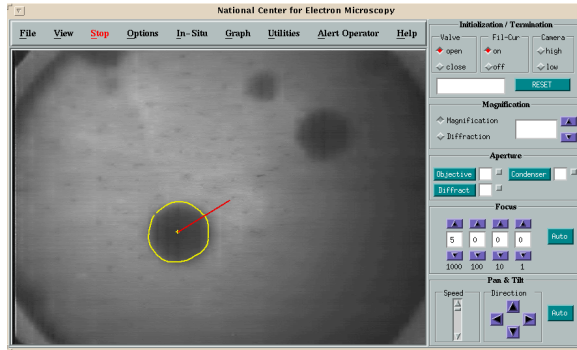 National Center for Electron Microscopy
File View Stop Options In-Situ Graph Utilities Alert Operator Help
Initialization / Termination
Valve Fil-Cur Camera
open on high
close off low
RESET
Magnification
Magnification
Diffraction
Aperture
Objective Condenser
Diffract
Focus
5 0 0 0 Auto
1000 100 10 1
Pan & Tilt
Speed Direction
Auto